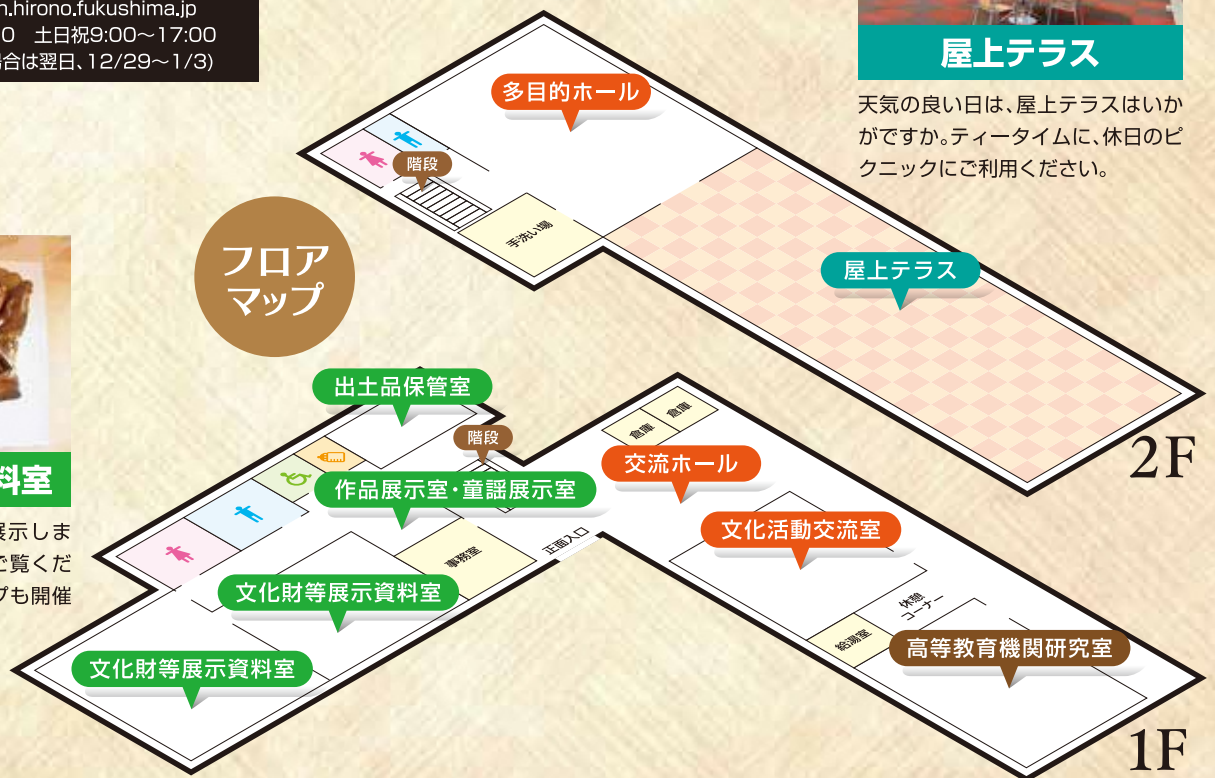 n.hirono.fukushima.jp
0 土日祝9:00〜17:00
場合は翌日、12/29〜1/3)
屋上テラス
天気の良い日は、屋上テラスはいか
がですか。ティータイムに、休日のピ
クニックにご利用ください。
多目的ホール
階段
手洗い場
屋上テラス
2F
フロア
マップ
料室
展示しま
ご覧くだ
プも開催
出土品保管室
階段
倉庫
倉庫
交流ホール
作品展示室・童謡展示室
文化活動交流室
正面入口
事務室
文化財等展示資料室
休憩
コーナー
給湯室
高等教育機関研究室
文化財等展示資料室
1F